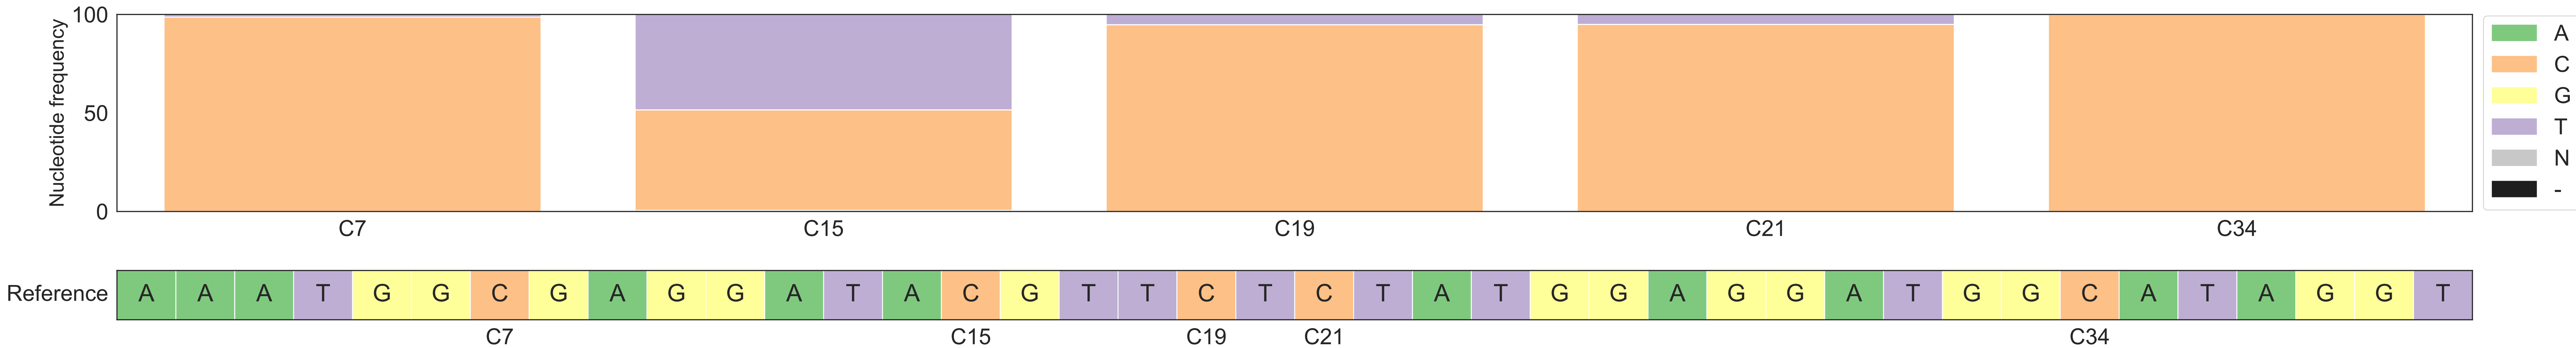 Nucleotide frequency
100
50
0
C7 C15 C19 C21 C34
A
C
G
T
N
-
Reference A A A T G G C G A G G A T A C G T T C T C T A T G G A G G A T G G C A T A G G T
C7 C15 C19 C21 C34